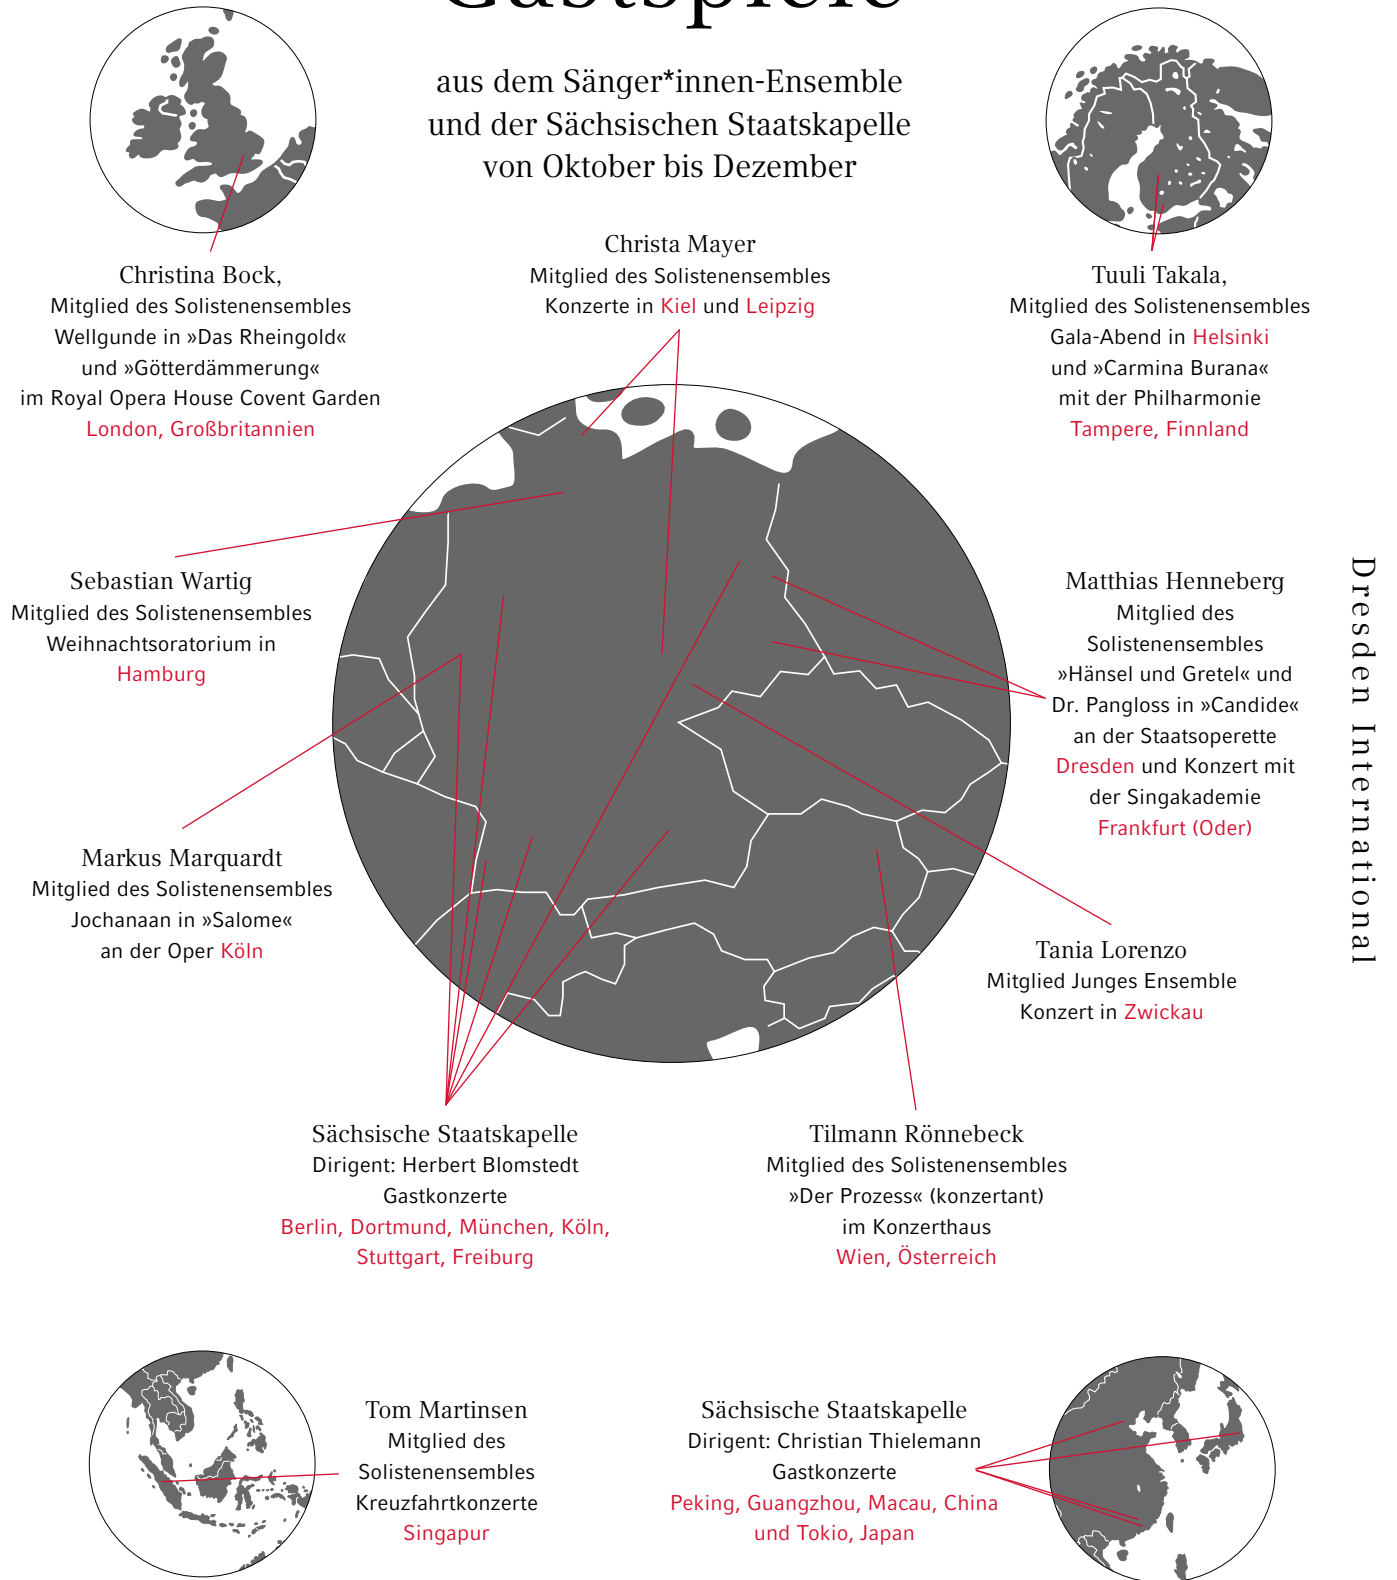 Gastspiele
aus dem Sänger*innen-Ensemble
und der Sächsischen Staatskapelle
von Oktober bis Dezember
Christina Bock,
Mitglied des Solistenensembles
Wellgunde in »Das Rheingold«
und »Götterdämmerung«
im Royal Opera House Covent Garden
London, Großbritannien
Christa Mayer
Mitglied des Solistenensembles
Konzerte in Kiel und Leipzig
Tuuli Takala,
Mitglied des Solistenensembles
Gala-Abend in Helsinki
und »Carmina Burana«
mit der Philharmonie
Tampere, Finnland
Sebastian Wartig
Mitglied des Solistenensembles
Weihnachtsoratorium in
Hamburg
Matthias Henneberg
Mitglied des
Solistenensembles
»Hänsel und Gretel« und
Dr. Pangloss in »Candide«
an der Staatsoperette
Dresden und Konzert mit
der Singakademie
Frankfurt (Oder)
Dresden International
Markus Marquardt
Mitglied des Solistenensembles
Jochanaan in »Salome«
an der Oper Köln
Tania Lorenzo
Mitglied Junges Ensemble
Konzert in Zwickau
Sächsische Staatskapelle
Dirigent: Herbert Blomstedt
Gastkonzerte
Berlin, Dortmund, München, Köln,
Stuttgart, Freiburg
Tilmann Rönnebeck
Mitglied des Solistenensembles
»Der Prozess« (konzertant)
im Konzerthaus
Wien, Österreich
Tom Martinsen
Mitglied des
Solistenensembles
Kreuzfahrtkonzerte
Singapur
Sächsische Staatskapelle
Dirigent: Christian Thielemann
Gastkonzerte
Peking, Guangzhou, Macau, China
und Tokio, Japan